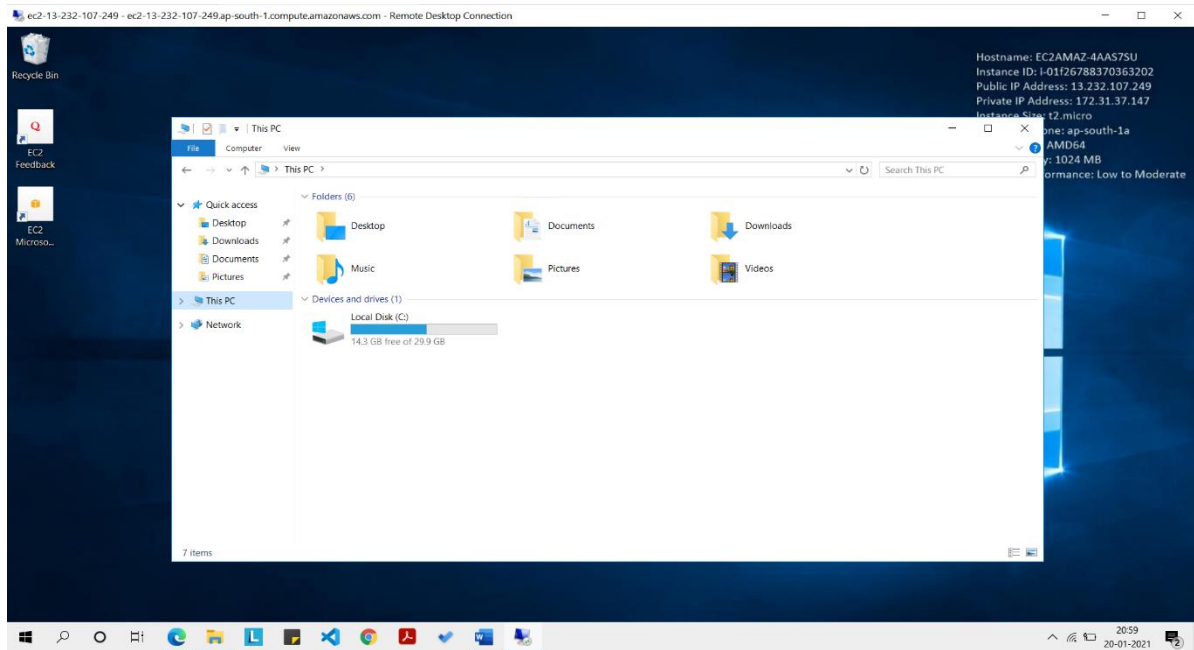 ec2-13-232-107-249 - ec2-13-232-107-249.ap-south-1.compute.amazonaws.com - Remote Desktop Connection
Recycle Bin
EC2
Feedback
EC2
Microso...
Hostname: EC2AMAZ-4AAS7SU
Instance ID: i-01f26788370363202
Public IP Address: 13.232.107.249
Private IP Address: 172.31.37.147
Instance Size: t2.micro
one: ap-south-1a
AMD64
y: 1024 MB
ormance: Low to Moderate
This PC
File Computer View
This PC
Search This PC
Quick access
Desktop
Downloads
Documents
Pictures
This PC
Network
Folders (6)
Desktop Documents Downloads
Music Pictures Videos
Devices and drives (1)
Local Disk (C:)
14.3 GB free of 29.9 GB
7 items
20:59
20-01-2021
2